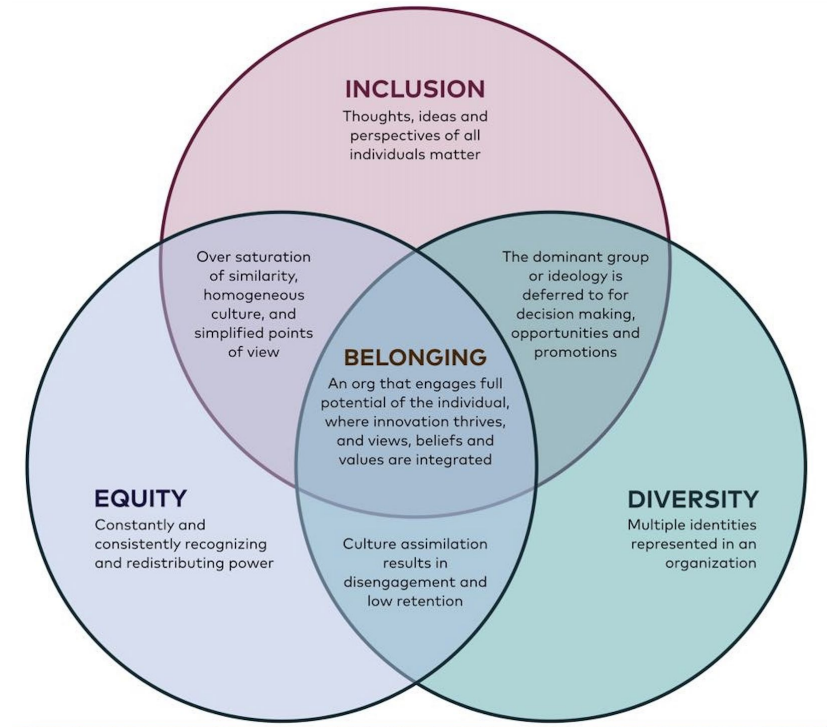 INCLUSION
Thoughts, ideas and
perspectives of all
individuals matter
Over saturation
of similarity,
homogeneous
culture, and
simplified points
of view
The dominant group
or ideology is
deferred to for
decision making,
opportunities and
promotions
BELONGING
An org that engages full
potential of the individual,
where innovation thrives,
and views, beliefs and
values are integrated
EQUITY
Constantly and
consistently recognizing
and redistributing power
DIVERSITY
Multiple identities
represented in an
organization
Culture assimilation
results in
disengagement and
low retention